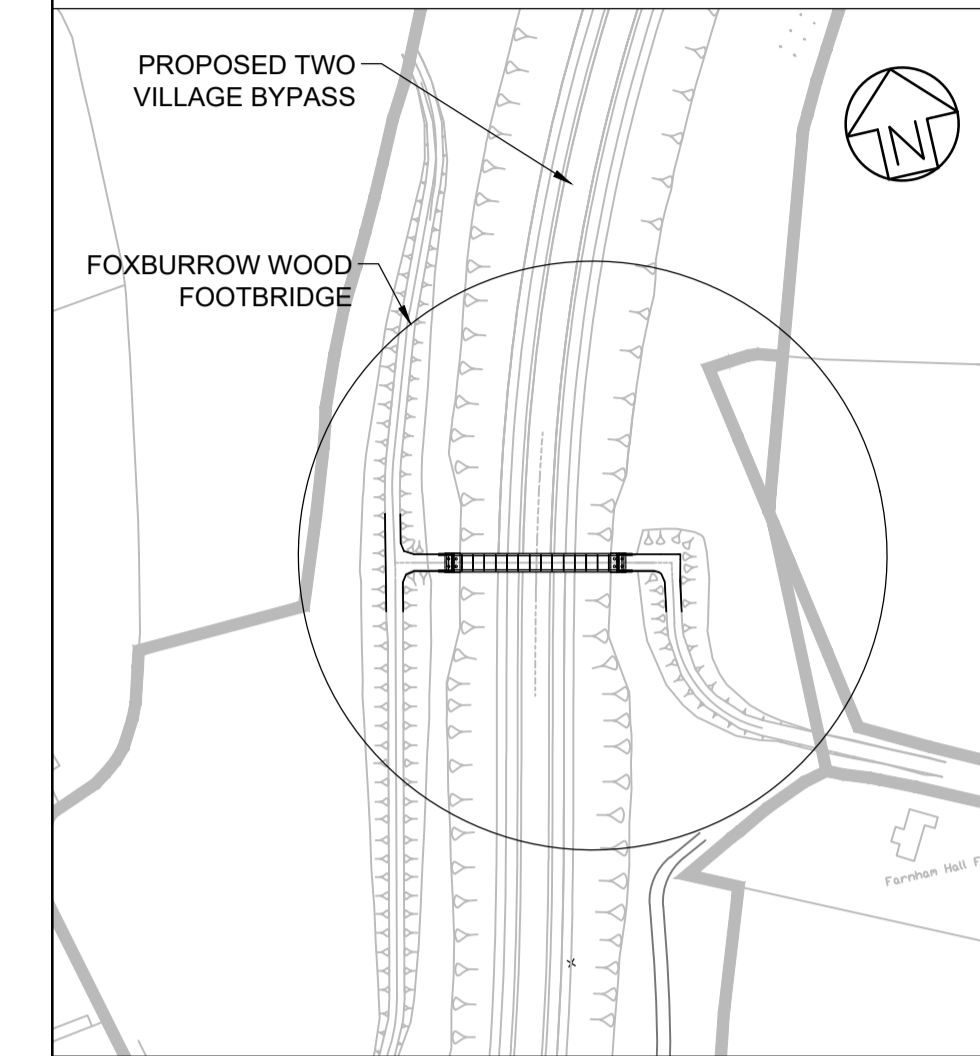 PROPOSED TWO
VILLAGE BYPASS
N
FOXBURROW WOOD
FOOTBRIDGE
Farnham Hall F